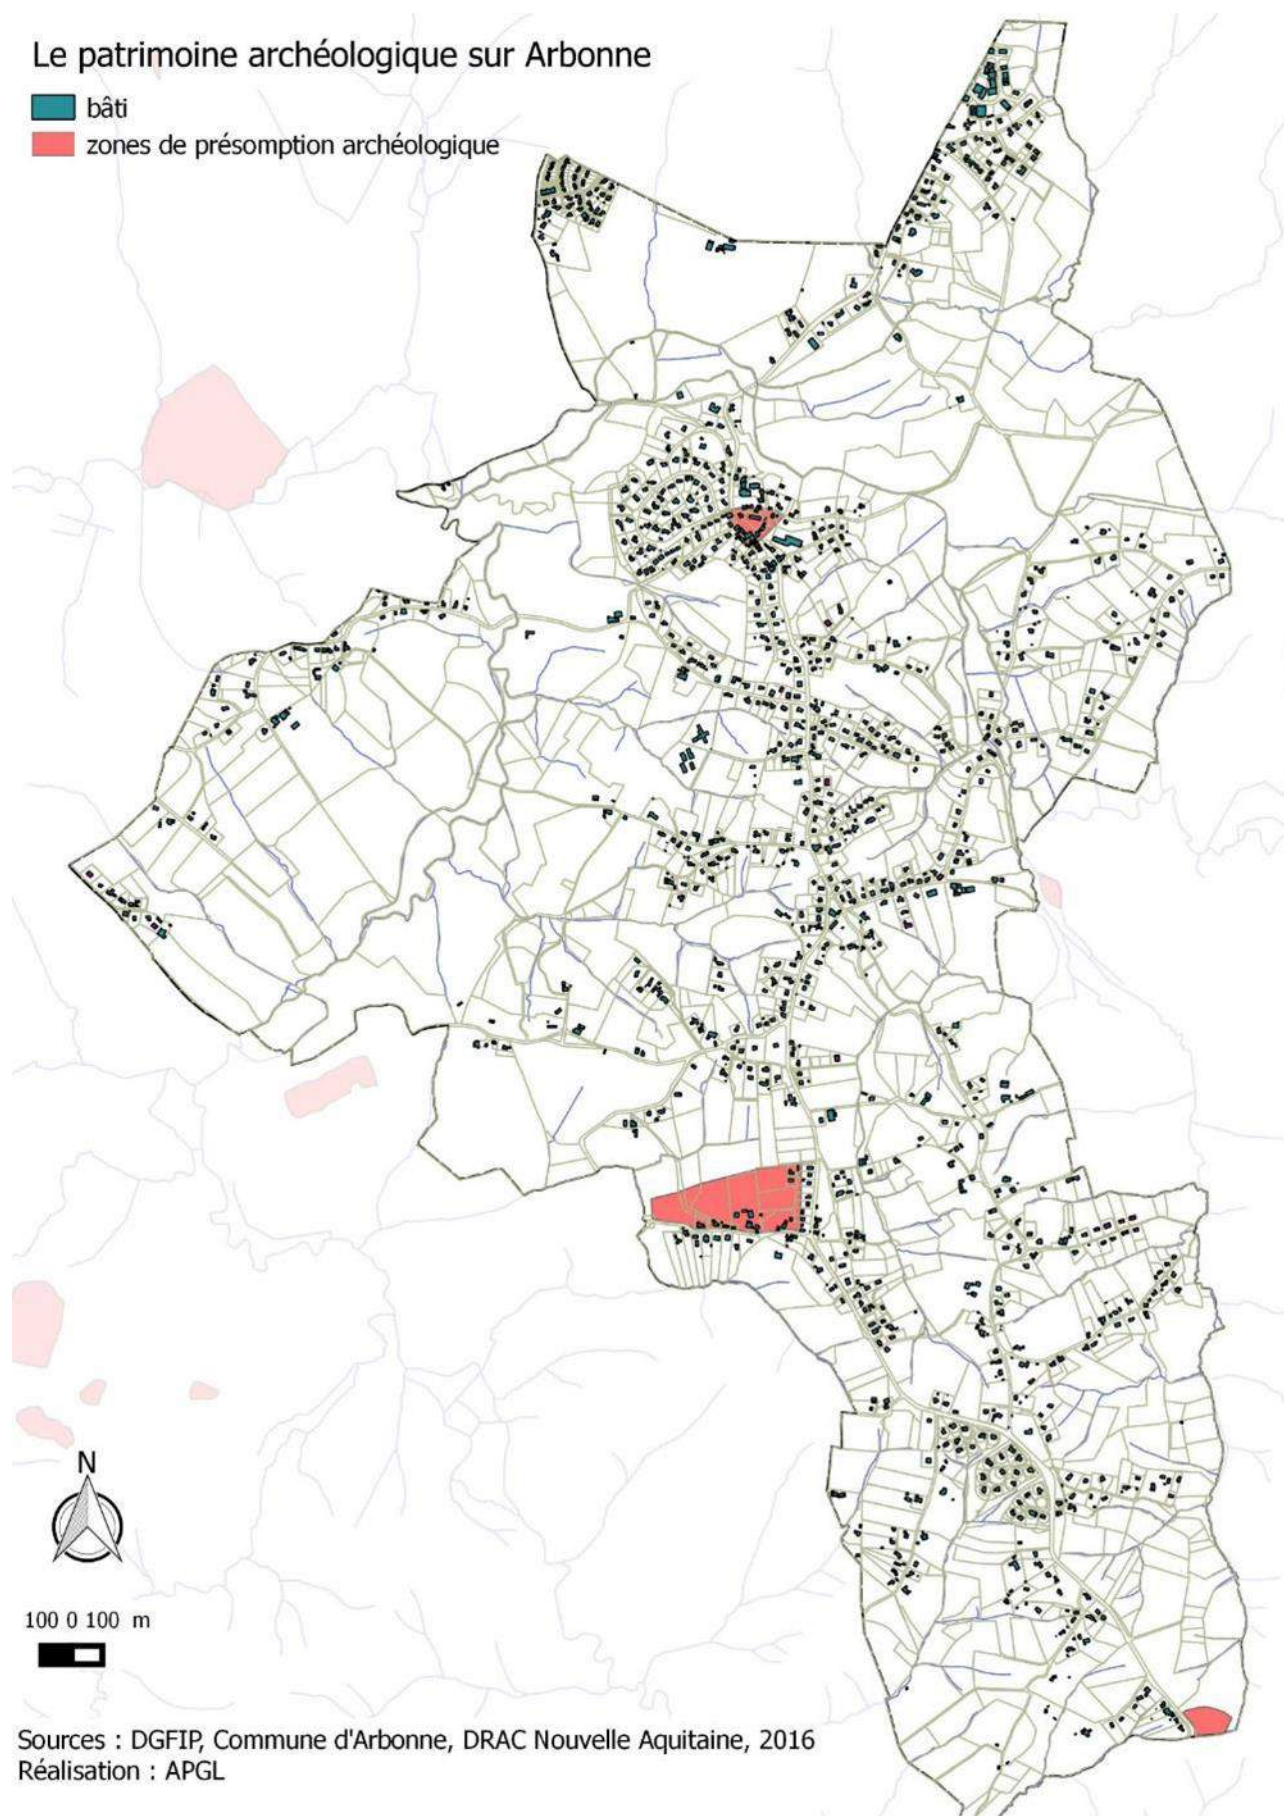 Le patrimoine archéologique sur Arbonne
bâti
zones de présomption archéologique
N
100 0 100 m
Sources : DGFIP, Commune d'Arbonne, DRAC Nouvelle Aquitaine, 2016
Réalisation : APGL